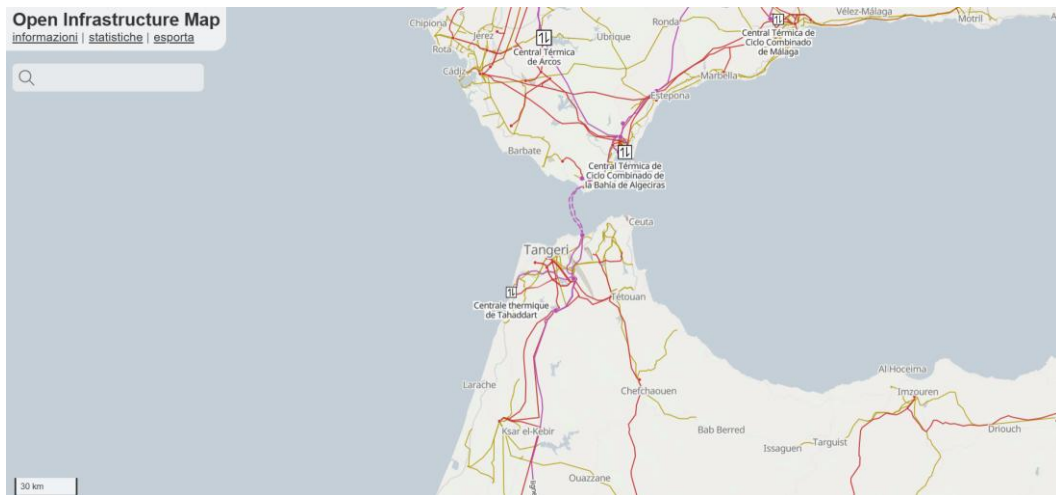 Open Infrastructure Map
informazioni | statistiche | esporta
Chipiona
Jerez
Rota
Cádiz
Central Térmica
de Arcos
Ubrique
Ronda
Vélez-Málaga
Motril
Central Térmica de
Ciclo Combinado
de Málaga
Marbella
Estepona
Barbate
Central Térmica de
Ciclo Combinado de
la Bahía de Algeciras
Ceuta
Tangeri
Tétouan
Centrale thermique
de Tahaddart
Larache
Chefchaouen
Al Hoceima
Imzouren
Ksar el-Kebir
Bab Berred
Targuist
Issaguen
Driouch
Ouazzane
30 km